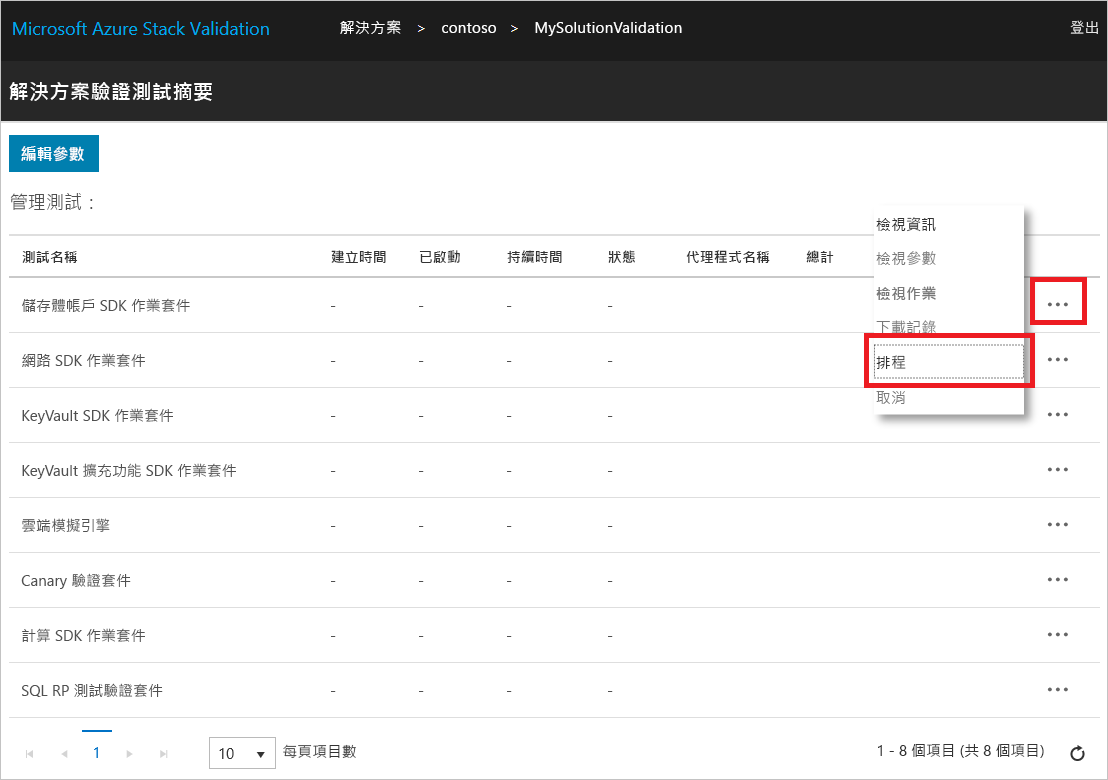 Microsoft Azure Stack Validation 解決方案 > contoso > MySolutionValidation 登出
解決方案驗證測試摘要
編輯參數
管理測試：
測試名稱 建立時間 已啟動 持續時間 狀態 代理程式名稱 總計
儲存體帳戶 SDK 作業套件 - - - - •••
網路 SDK 作業套件 - - - - •••
KeyVault SDK 作業套件 - - - - •••
KeyVault 擴充功能 SDK 作業套件 - - - - •••
雲端模擬引擎 - - - - •••
Canary 驗證套件 - - - - •••
計算 SDK 作業套件 - - - - •••
SQL RP 測試驗證套件 - - - - •••
檢視資訊
檢視參數
檢視作業
下載記錄
排程
取消
1 10 每頁項目數 1 - 8 個項目 (共 8 個項目)